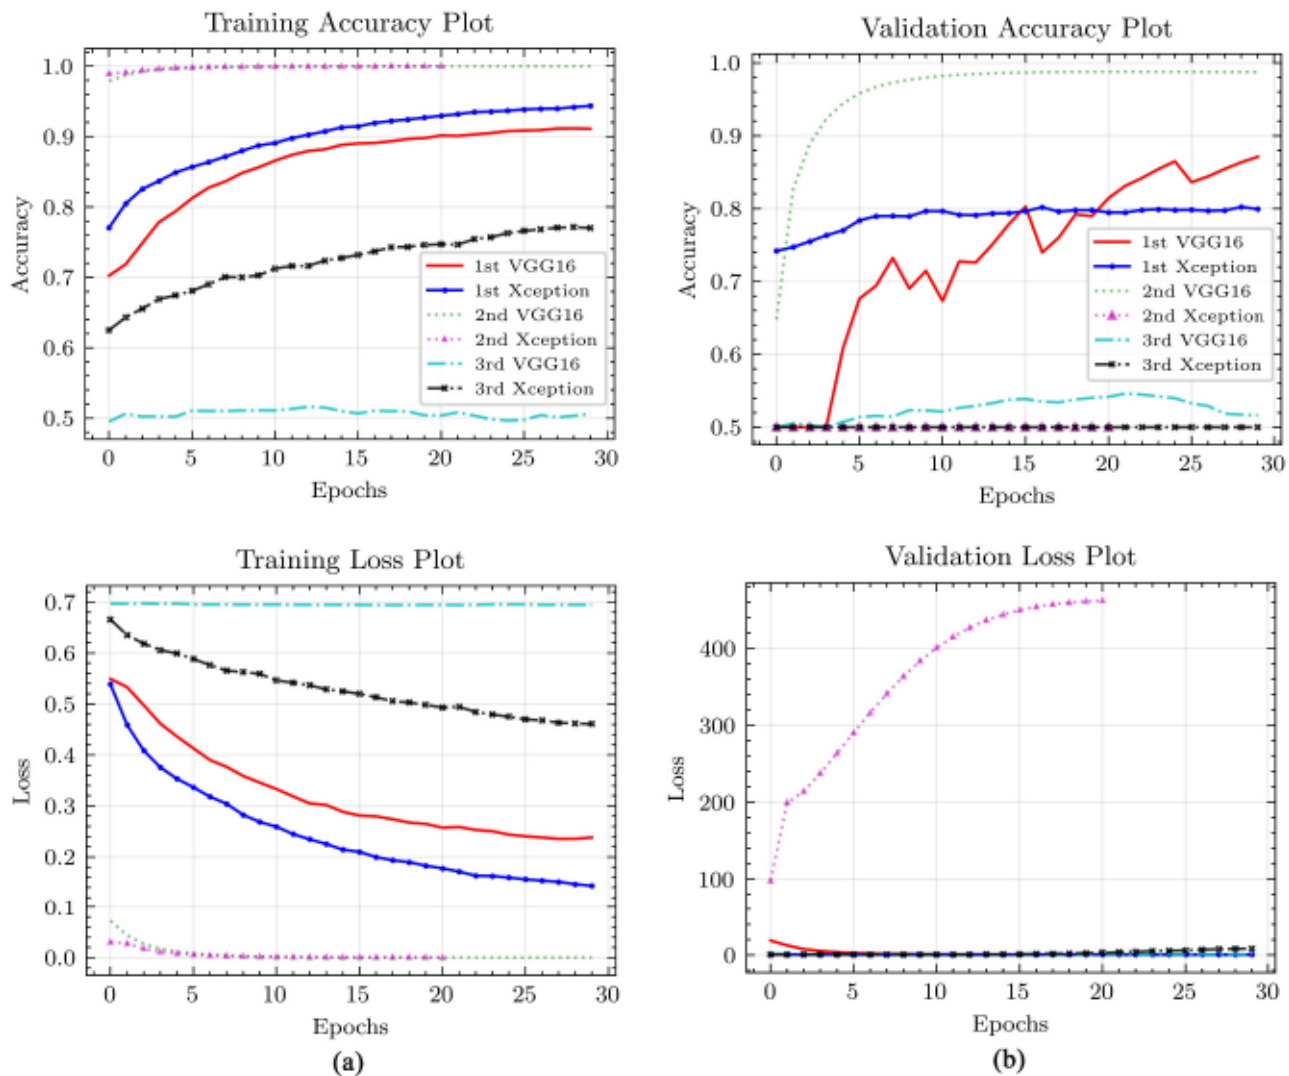 Training Accuracy Plot
1.0
0.9
0.8
0.7
0.6
0.5
Accuracy
1st VGG16
1st Xception
2nd VGG16
2nd Xception
3rd VGG16
3rd Xception
0 5 10 15 20 25 30
Epochs
Validation Accuracy Plot
1.0
0.9
0.8
0.7
0.6
0.5
Accuracy
1st VGG16
1st Xception
2nd VGG16
2nd Xception
3rd VGG16
3rd Xception
0 5 10 15 20 25 30
Epochs
Training Loss Plot
0.7
0.6
0.5
0.4
0.3
0.2
0.1
0.0
Loss
0 5 10 15 20 25 30
Epochs
(a)
Validation Loss Plot
400
300
200
100
0
Loss
0 5 10 15 20 25 30
Epochs
(b)